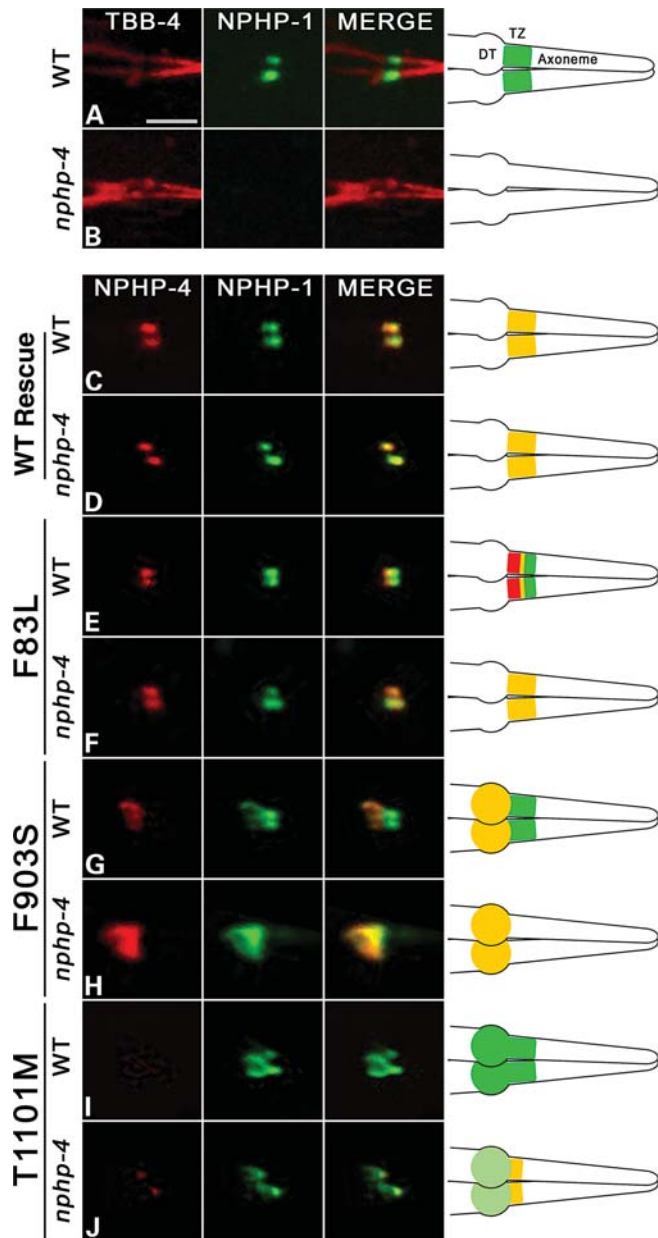 TBB-4 NPHP-1 MERGE
WT
A
DT
TZ
Axoneme
nphp-4
B
NPHP-4 NPHP-1 MERGE
WT Rescue
WT
C
nphp-4
D
F83L
WT
E
nphp-4
F
F903S
WT
G
nphp-4
H
T1101M
WT
I
nphp-4
J